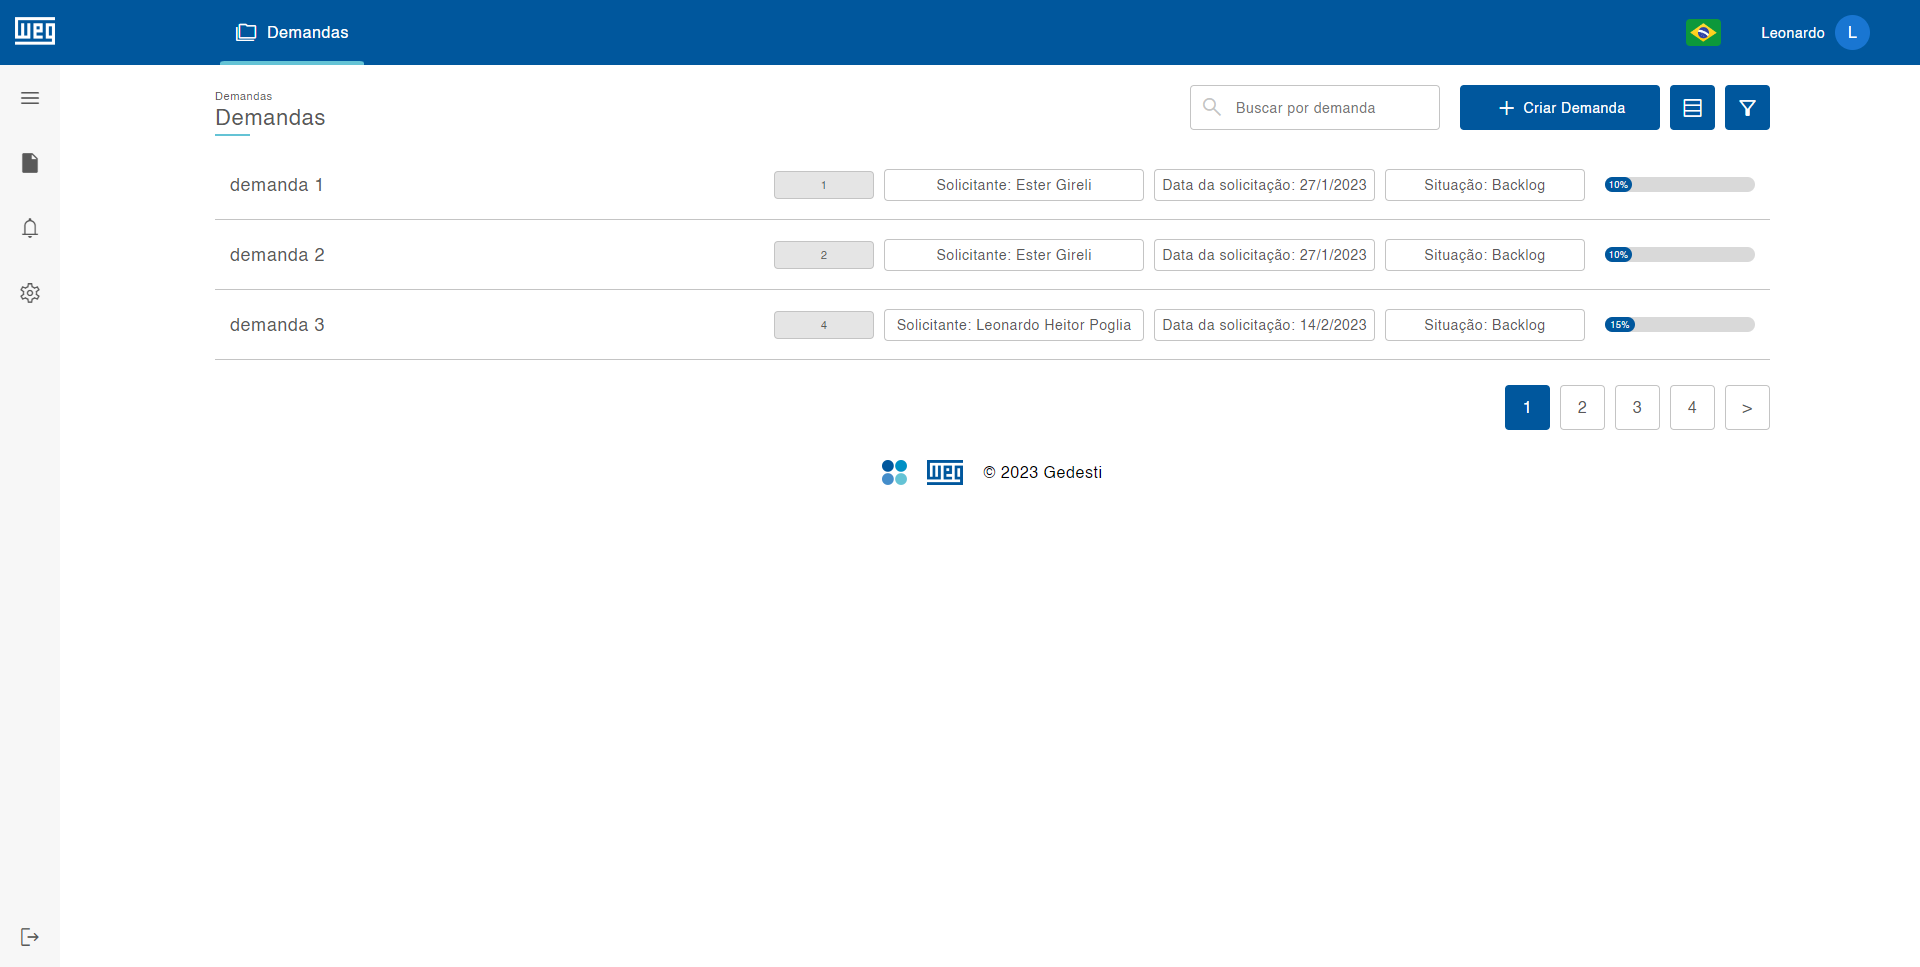 weg
Demandas
Leonardo L
Demandas
Demandas
Buscar por demanda
+ Criar Demanda
demanda 1 1 Solicitante: Ester Gireli Data da solicitação: 27/1/2023 Situação: Backlog 10%
demanda 2 2 Solicitante: Ester Gireli Data da solicitação: 27/1/2023 Situação: Backlog 10%
demanda 3 4 Solicitante: Leonardo Heitor Poglia Data da solicitação: 14/2/2023 Situação: Backlog 15%
1 2 3 4 >
weg © 2023 Gedesti